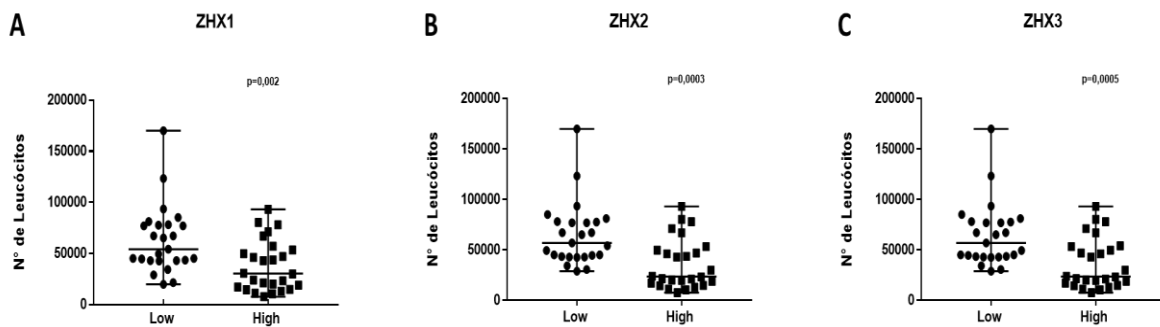 A
ZHX1
p=0,002
N° de Leucócitos
200000
150000
100000
50000
0
Low
High
B
ZHX2
p=0,0003
N° de Leucócitos
200000
150000
100000
50000
0
Low
High
C
ZHX3
p=0,0005
N° de Leucócitos
200000
150000
100000
50000
0
Low
High